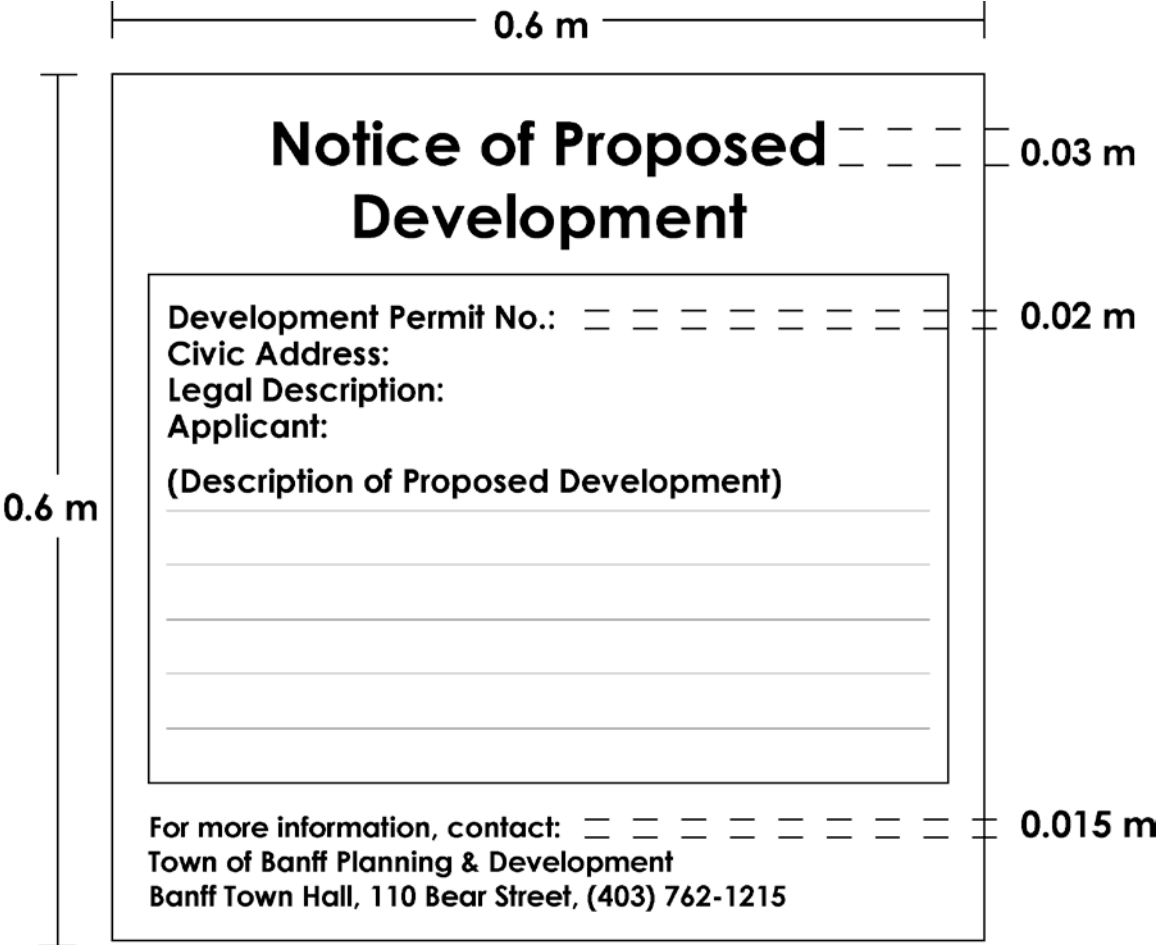 0.6 m
Notice of Proposed
0.03 m
Development
Development Permit No.:
0.02 m
Civic Address:
Legal Description:
Applicant:
(Description of Proposed Development)
0.6 m
For more information, contact:
0.015 m
Town of Banff Planning & Development
Banff Town Hall, 110 Bear Street, (403) 762-1215